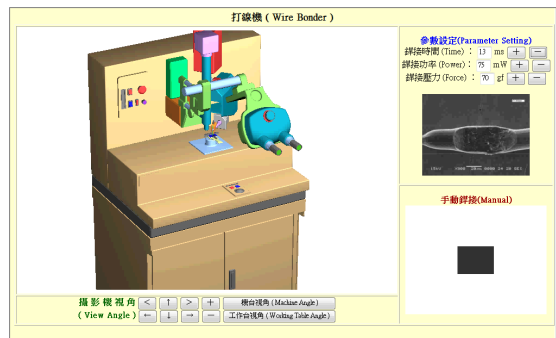 打線機 ( Wire Bonder )
參數設定(Parameter Setting)
銲接時間 (Time) : 13 ms + −
銲接功率 (Power) : 75 mW + −
銲接壓力 (Force) : 70 gf + −
手動銲接(Manual)
攝影機視角 < ↑ > + 機台視角 ( Machine Angle )
( View Angle ) ← ↓ → − 工作台視角 ( Working Table Angle )